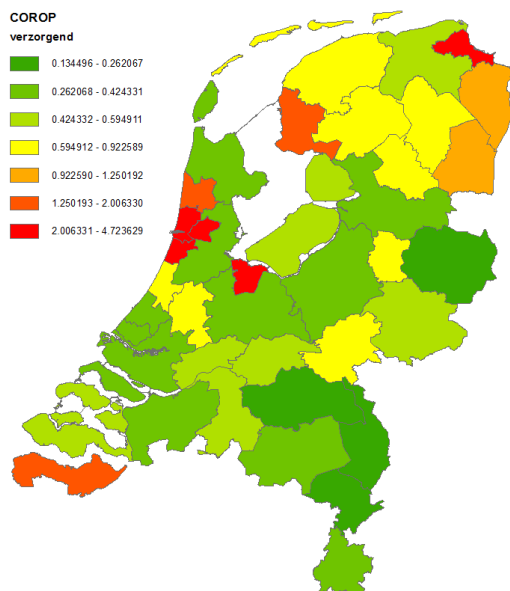 COROP
verzorgend
0.134496 - 0.262067
0.262068 - 0.424331
0.424332 - 0.594911
0.594912 - 0.922589
0.922590 - 1.250192
1.250193 - 2.006330
2.006331 - 4.723629